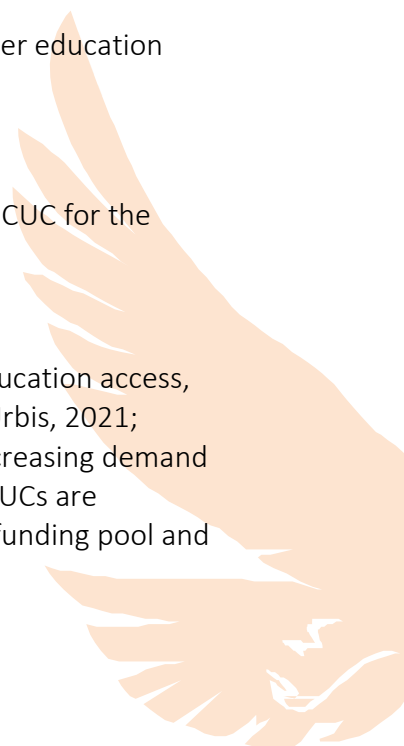 er education
CUC for the
ucation access,
rbis, 2021;
creasing demand
UCs are
funding pool and